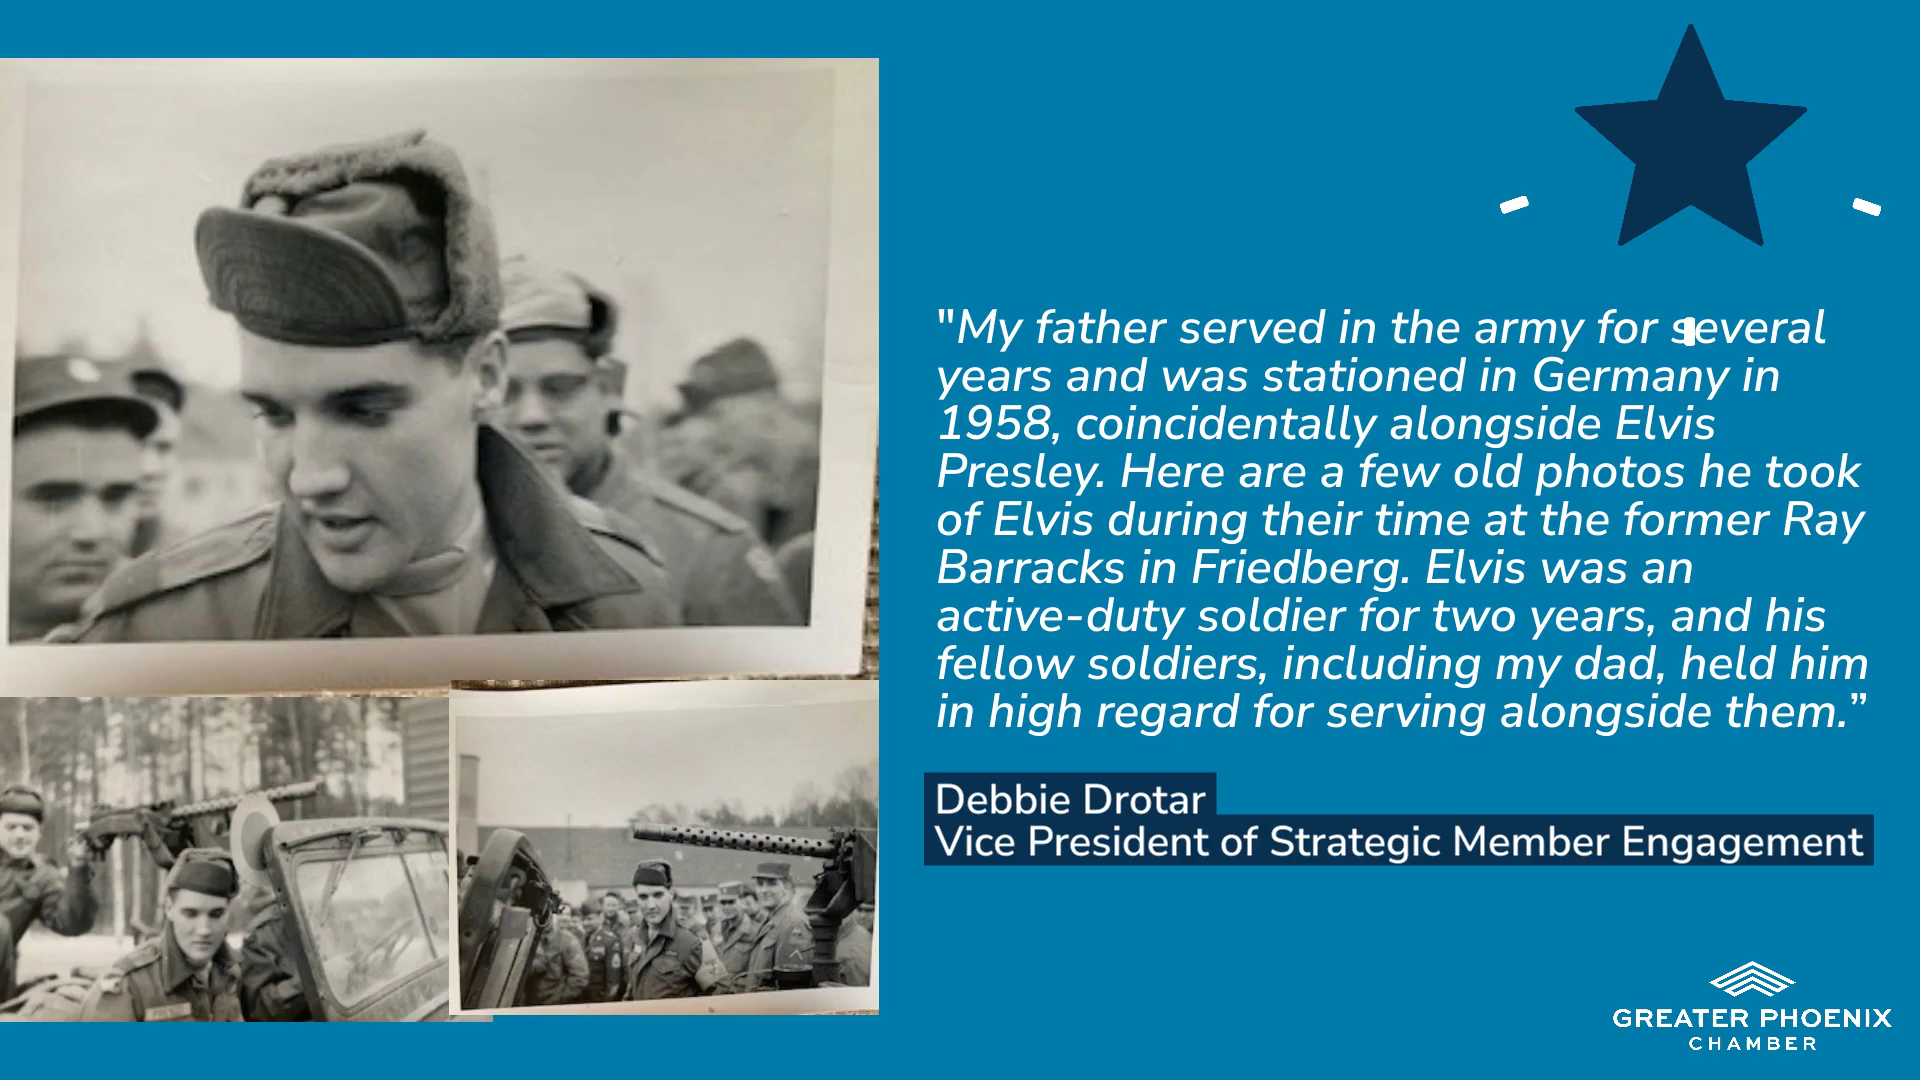 "My father served in the army for several
years and was stationed in Germany in
1958, coincidentally alongside Elvis
Presley. Here are a few old photos he took
of Elvis during their time at the former Ray
Barracks in Friedberg. Elvis was an
active-duty soldier for two years, and his
fellow soldiers, including my dad, held him
in high regard for serving alongside them.”
Debbie Drotar
Vice President of Strategic Member Engagement
GREATER PHOENIX
CHAMBER